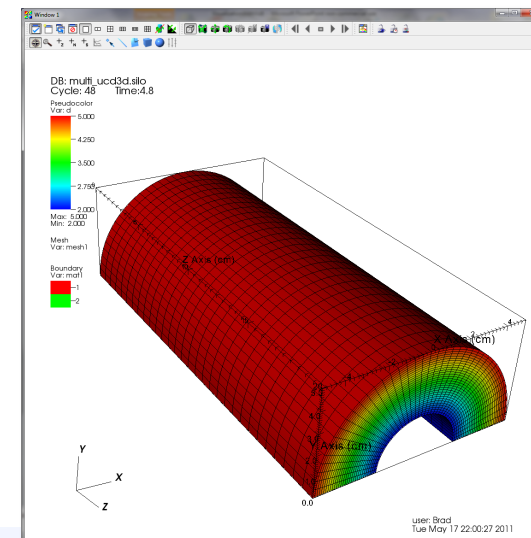 Window 1
DB: multi_ucd3d.silo
Cycle: 48 Time:4.8
Pseudocolor
Var: d
5.000
4.250
3.500
2.750
2.000
Max: 5.000
Min: 2.000
Mesh
Var: mesh1
Boundary
Var: mat1
1
2
Z Axis (cm)
4
2
X Axis (cm)
Y Axis (cm)
0.0
Y
X
Z
user: Brad
Tue May 17 22:00:27 2011